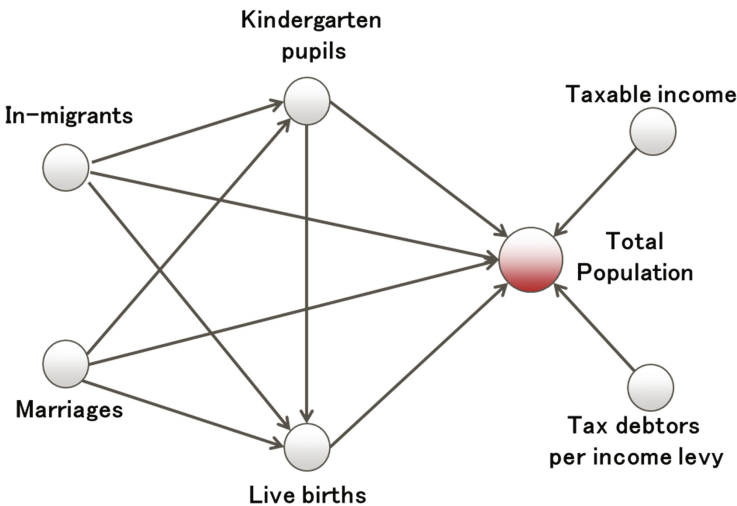 Kindergarten
pupils
In-migrants
Taxable income
Total
Population
Marriages
Tax debtors
per income levy
Live births